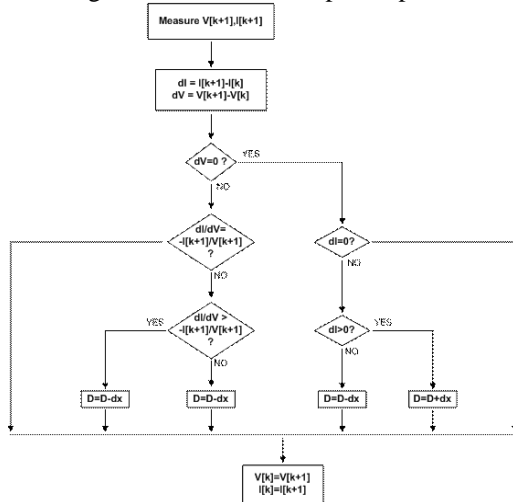 Measure V[k+1],I[k+1]
dI = I[k+1]-I[k]
dV = V[k+1]-V[k]
dV=0 ?
YES
NO
dI/dV=
-I[k+1]/V[k+1]
?
dI=0?
NO
NO
dI/dV >
-I[k+1]/V[k+1]
?
YES
dI>0?
YES
NO
NO
D=D-dx
D=D-dx
D=D-dx
D=D+dx
V[k]=V[k+1]
I[k]=I[k+1]